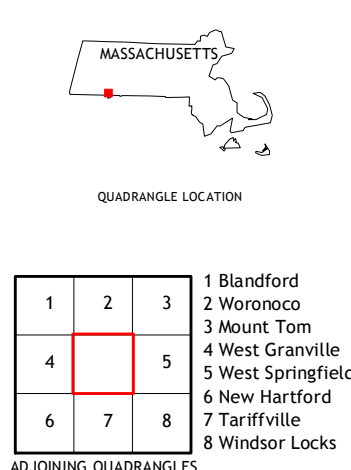 MASSACHUSETTS
QUADRANGLE LOCATION
1 2 3
4 5
6 7 8
1 Blandford
2 Woronoco
3 Mount Tom
4 West Granville
5 West Springfield
6 New Hartford
7 Tariffville
8 Windsor Locks
ADJOINING QUADRANGLES